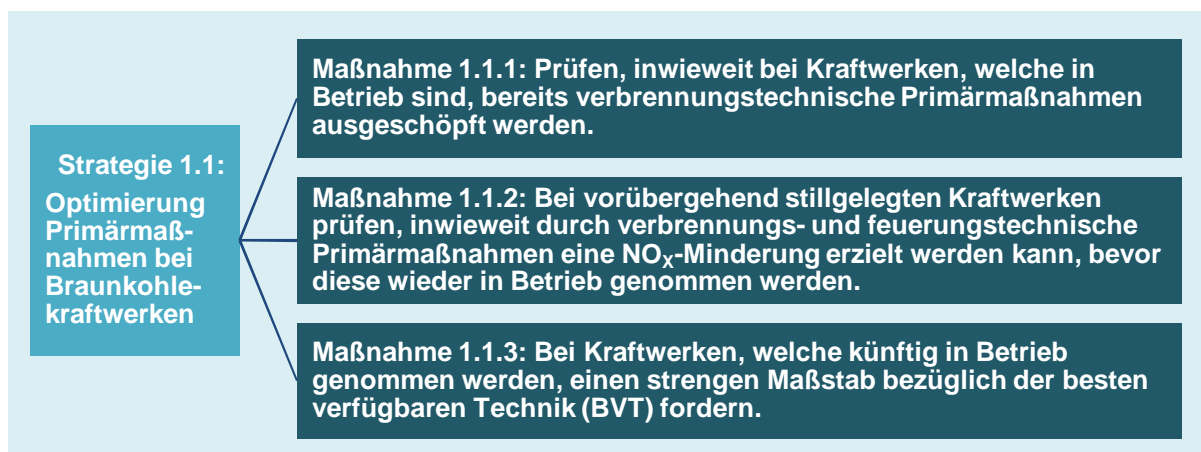 Strategie 1.1:
Optimierung
Primärmaß-
nahmen bei
Braunkohle-
kraftwerken
Maßnahme 1.1.1: Prüfen, inwieweit bei Kraftwerken, welche in
Betrieb sind, bereits verbrennungstechnische Primärmaßnahmen
ausgeschöpft werden.
Maßnahme 1.1.2: Bei vorübergehend stillgelegten Kraftwerken
prüfen, inwieweit durch verbrennungs- und feuerungstechnische
Primärmaßnahmen eine NOX-Minderung erzielt werden kann, bevor
diese wieder in Betrieb genommen werden.
Maßnahme 1.1.3: Bei Kraftwerken, welche künftig in Betrieb
genommen werden, einen strengen Maßstab bezüglich der besten
verfügbaren Technik (BVT) fordern.